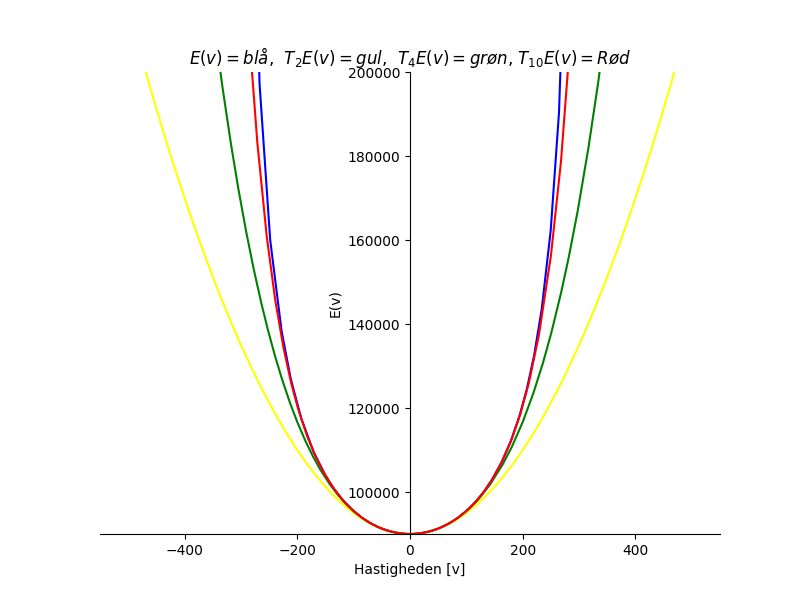 E(v) = blå, T₂E(v) = gul, T₄E(v) = grøn, T₁₀E(v) = Rød
200000
180000
160000
140000
120000
100000
E(v)
−400 −200 0 200 400
Hastigheden [v]